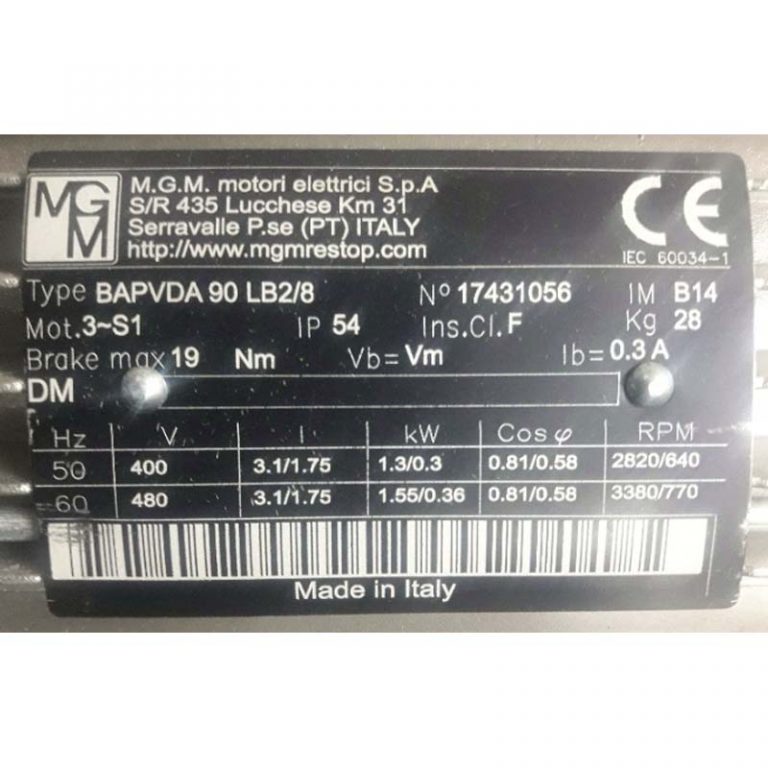 MGM
M.G.M. motori elettrici S.p.A
S/R 435 Lucchese Km 31
Serravalle P.se (PT) ITALY
http://www.mgmrestop.com
CE
IEC 60034-1
Type BAPVDA 90 LB2/8 N° 17431056 IM B14
Mot.3~S1 IP 54 Ins.Cl.F Kg 28
Brake max 19 Nm Vb=Vm Ib=0.3 A
DM
Hz V I kW Cos φ RPM
50 400 3.1/1.75 1.3/0.3 0.81/0.58 2820/640
60 480 3.1/1.75 1.55/0.36 0.81/0.58 3380/770
Made in Italy